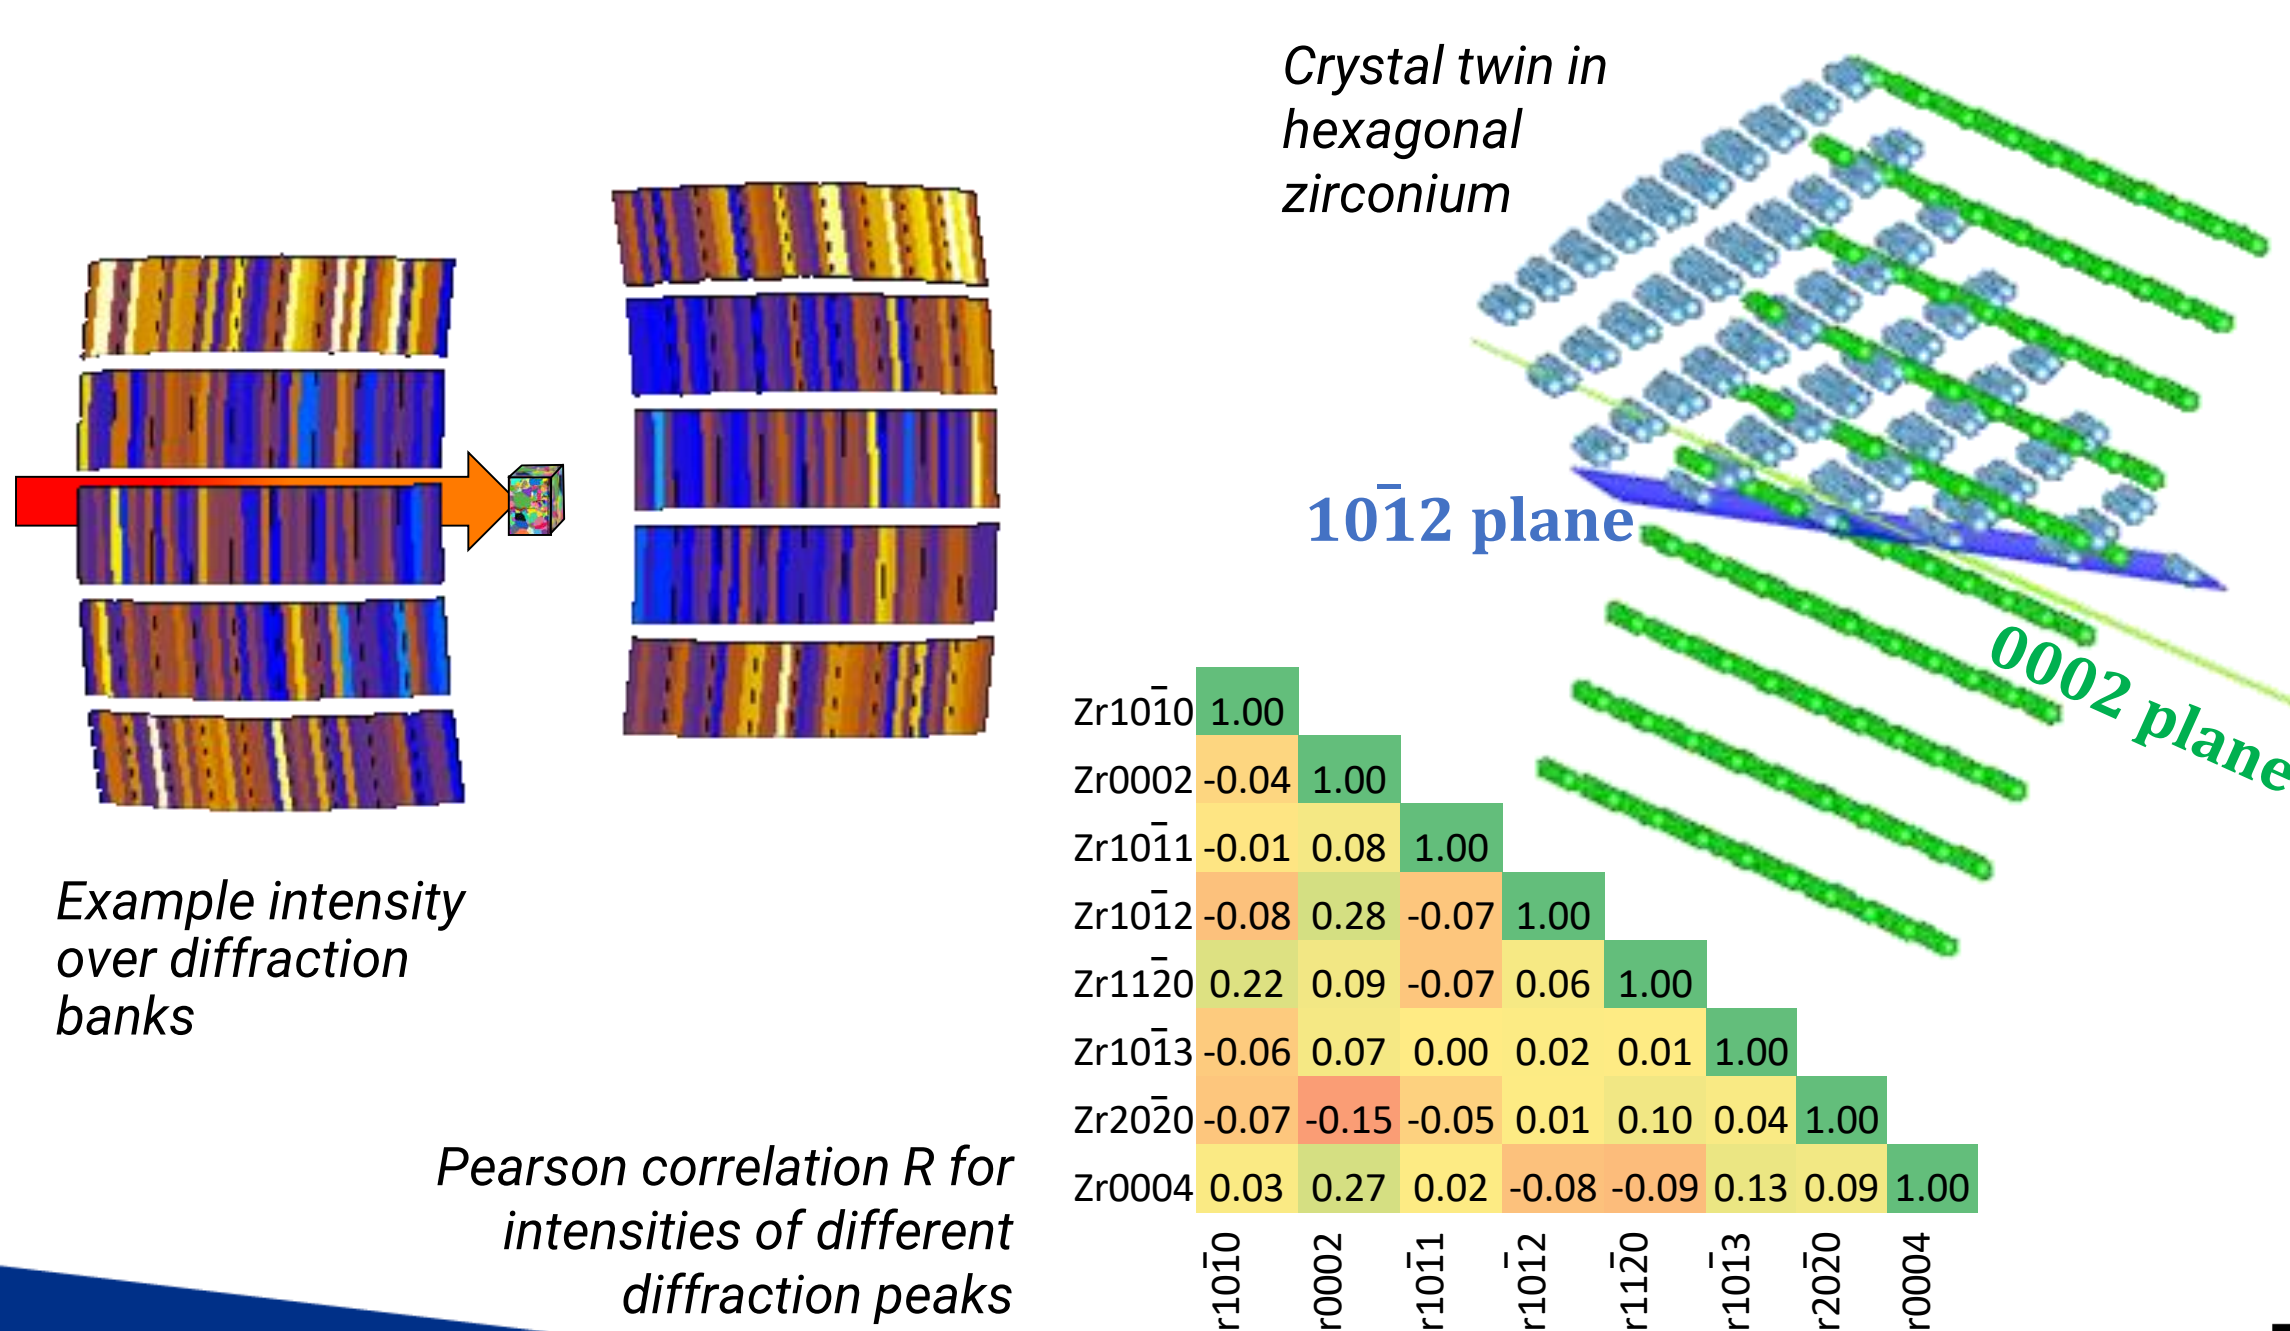 Crystal twin in
hexagonal
zirconium
10̅12 plane
0002 plane
Example intensity
over diffraction
banks
Pearson correlation R for
intensities of different
diffraction peaks
Zr101̅0 1.00
Zr0002 -0.04 1.00
Zr101̅1 -0.01 0.08 1.00
Zr101̅2 -0.08 0.28 -0.07 1.00
Zr112̅0 0.22 0.09 -0.07 0.06 1.00
Zr101̅3 -0.06 0.07 0.00 0.02 0.01 1.00
Zr202̅0 -0.07 -0.15 -0.05 0.01 0.10 0.04 1.00
Zr0004 0.03 0.27 0.02 -0.08 -0.09 0.13 0.09 1.00
r101̅0
r0002
r101̅1
r101̅2
r112̅0
r101̅3
r202̅0
r0004